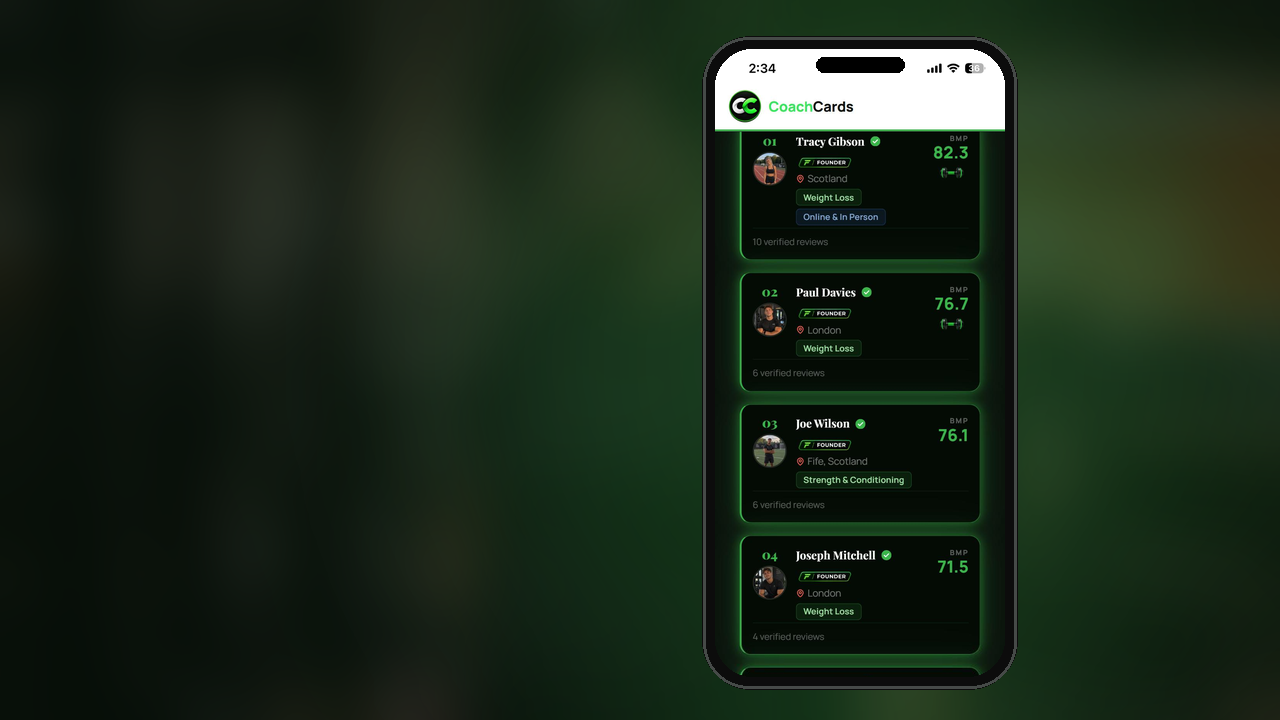 2:34
36
CC CoachCards
01 Tracy Gibson BMP
82.3
FOUNDER
Scotland
Weight Loss
Online & In Person
10 verified reviews
02 Paul Davies BMP
76.7
FOUNDER
London
Weight Loss
6 verified reviews
03 Joe Wilson BMP
76.1
FOUNDER
Fife, Scotland
Strength & Conditioning
6 verified reviews
04 Joseph Mitchell BMP
71.5
FOUNDER
London
Weight Loss
4 verified reviews